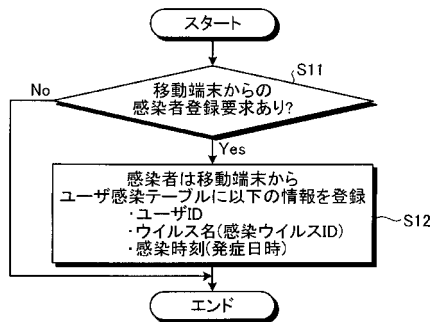 スタート
S11
移動端末からの
感染者登録要求あり?
No
Yes
感染者は移動端末から
ユーザ感染テーブルに以下の情報を登録
・ユーザID
・ウイルス名(感染ウイルスID)
・感染時刻(発症日時)
S12
エンド